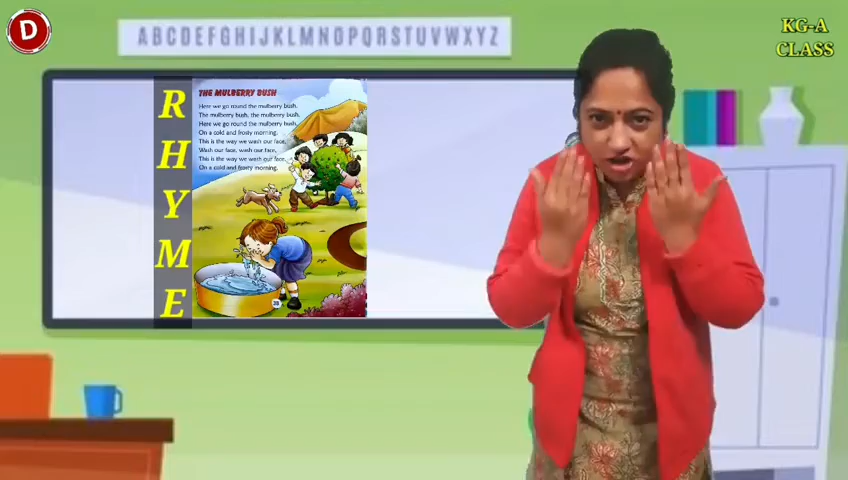 D
ABCDEFGHIJKLMNOPQRSTUVWXYZ
KG-A
CLASS
RHYME
THE MULBERRY BUSH
Here we go round the mulberry bush,
The mulberry bush, the mulberry bush,
Here we go round the mulberry bush,
On a cold and frosty morning.
This is the way we wash our face,
Wash our face, wash our face,
This is the way we wash our face,
On a cold and frosty morning.
35